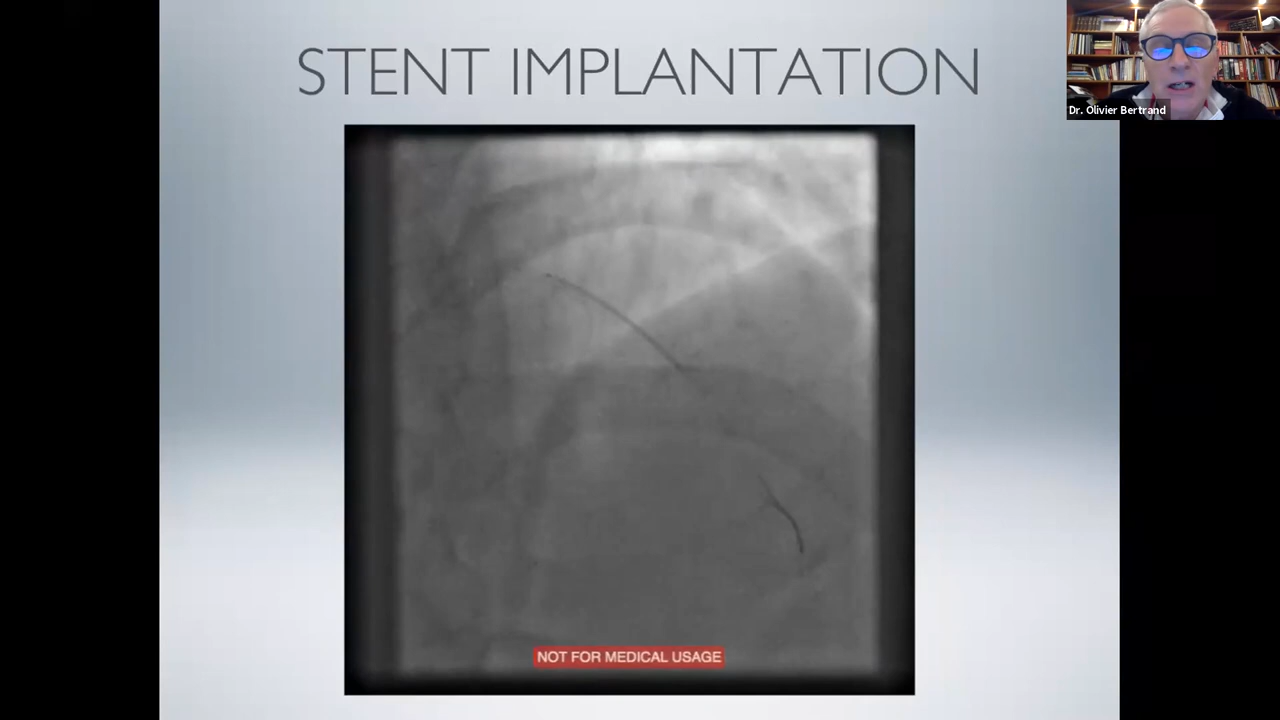 STENT IMPLANTATION
Dr. Olivier Bertrand
NOT FOR MEDICAL USAGE